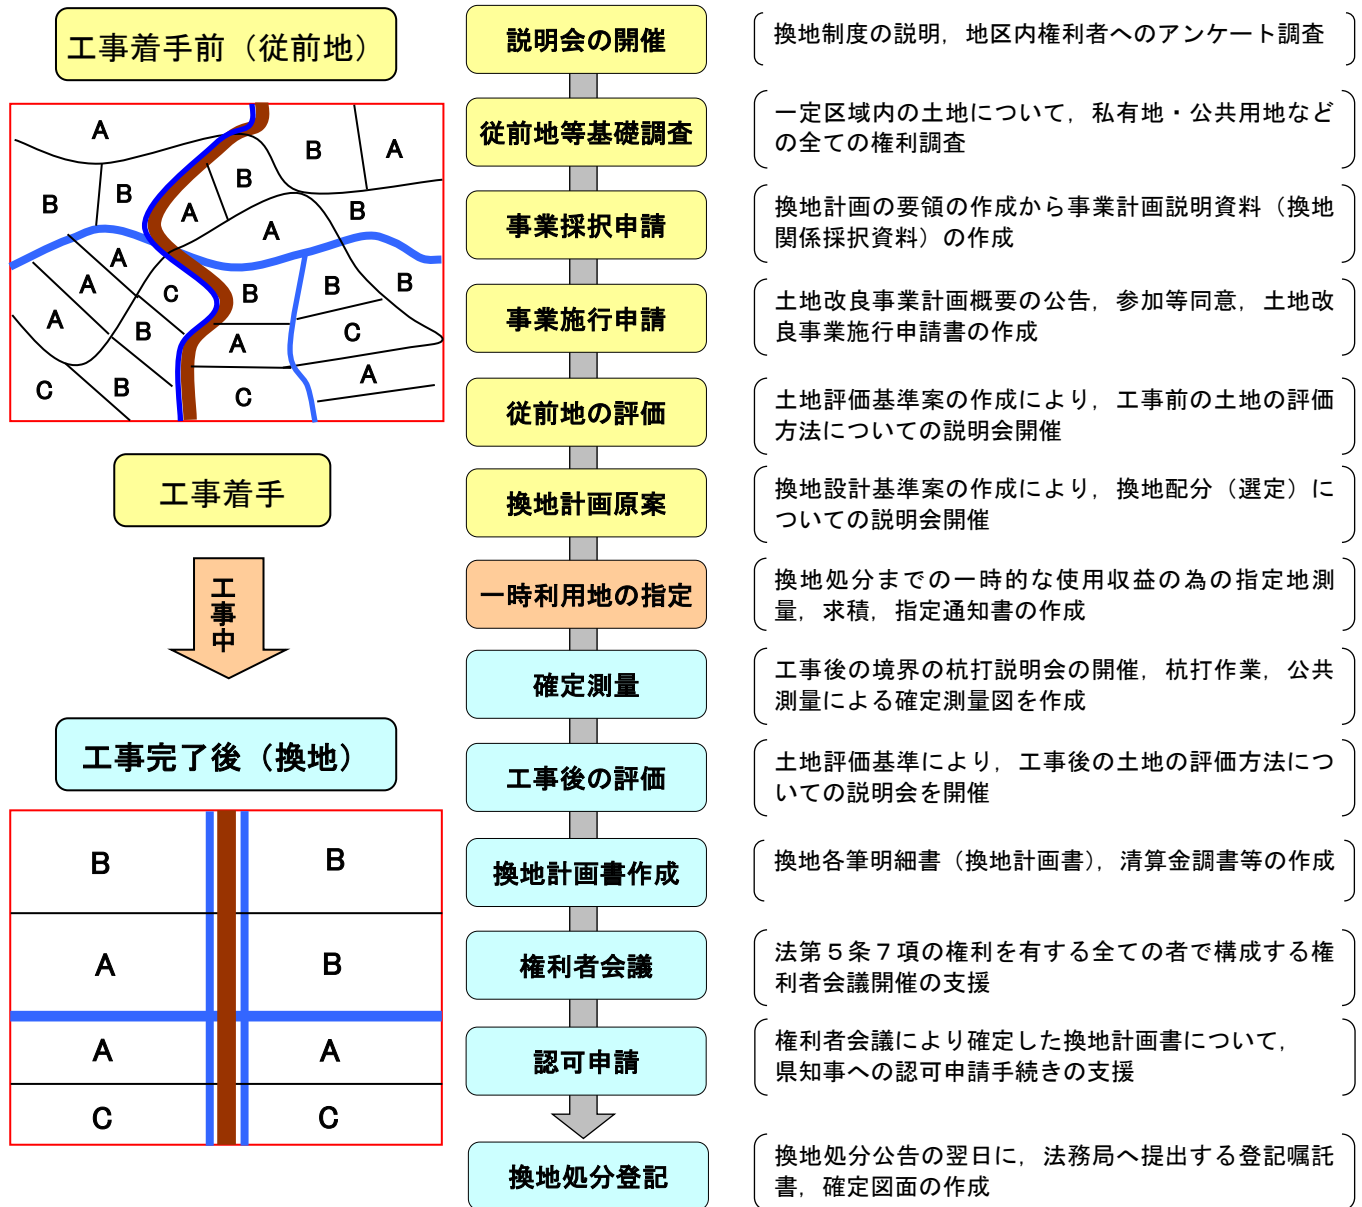 工事着手前（従前地）
A
B
A
B
B
B
A
B
A
A
A
C
B
B
B
A
B
A
C
C
B
C
A
工事着手
工事中
工事完了後（換地）
B
B
A
B
A
A
C
C
説明会の開催
換地制度の説明，地区内権利者へのアンケート調査
従前地等基礎調査
一定区域内の土地について，私有地・公共用地など
の全ての権利調査
事業採択申請
換地計画の要領の作成から事業計画説明資料（換地
関係採択資料）の作成
事業施行申請
土地改良事業計画概要の公告，参加等同意，土地改
良事業施行申請書の作成
従前地の評価
土地評価基準案の作成により，工事前の土地の評価
方法についての説明会開催
換地計画原案
換地設計基準案の作成により，換地配分（選定）に
ついての説明会開催
一時利用地の指定
換地処分までの一時的な使用収益の為の指定地測
量，求積，指定通知書の作成
確定測量
工事後の境界の杭打説明会の開催，杭打作業，公共
測量による確定測量図を作成
工事後の評価
土地評価基準により，工事後の土地の評価方法につ
いての説明会を開催
換地計画書作成
換地各筆明細書（換地計画書），清算金調書等の作成
権利者会議
法第５条７項の権利を有する全ての者で構成する権
利者会議開催の支援
認可申請
権利者会議により確定した換地計画書について，
県知事への認可申請手続きの支援
換地処分登記
換地処分公告の翌日に，法務局へ提出する登記嘱託
書，確定図面の作成